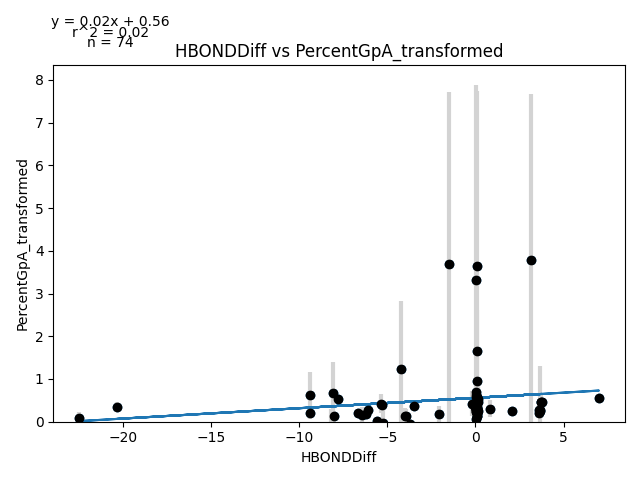 y = 0.02x + 0.56
r^2 = 0.02
n = 74
HBONDDiff vs PercentGpA_transformed
PercentGpA_transformed
8
7
6
5
4
3
2
1
0
−20
−15
−10
−5
0
5
HBONDDiff